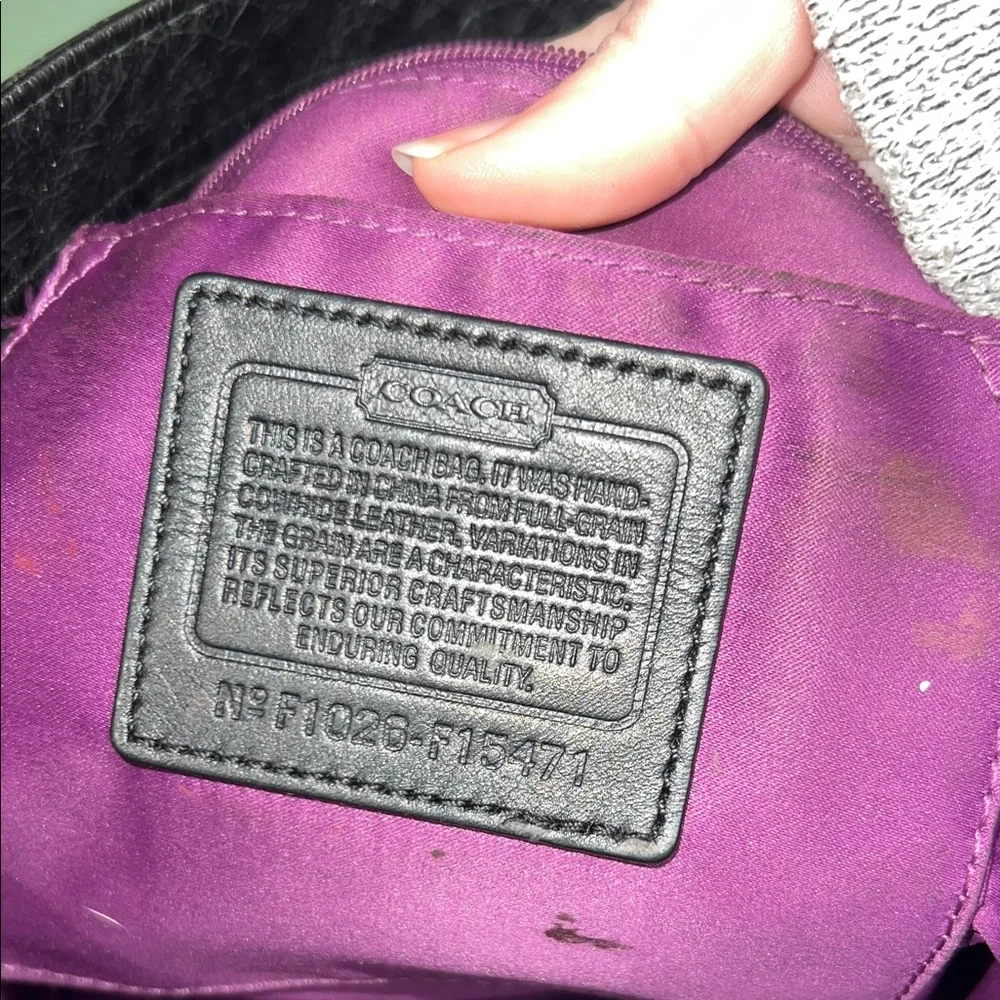 COACH
THIS IS A COACH BAG. IT WAS HAND-
CRAFTED IN CHINA FROM FULL-GRAIN
COWHIDE LEATHER. VARIATIONS IN
THE GRAIN ARE A CHARACTERISTIC.
ITS SUPERIOR CRAFTSMANSHIP
REFLECTS OUR COMMITMENT TO
ENDURING QUALITY.
Nº F1026-F15471